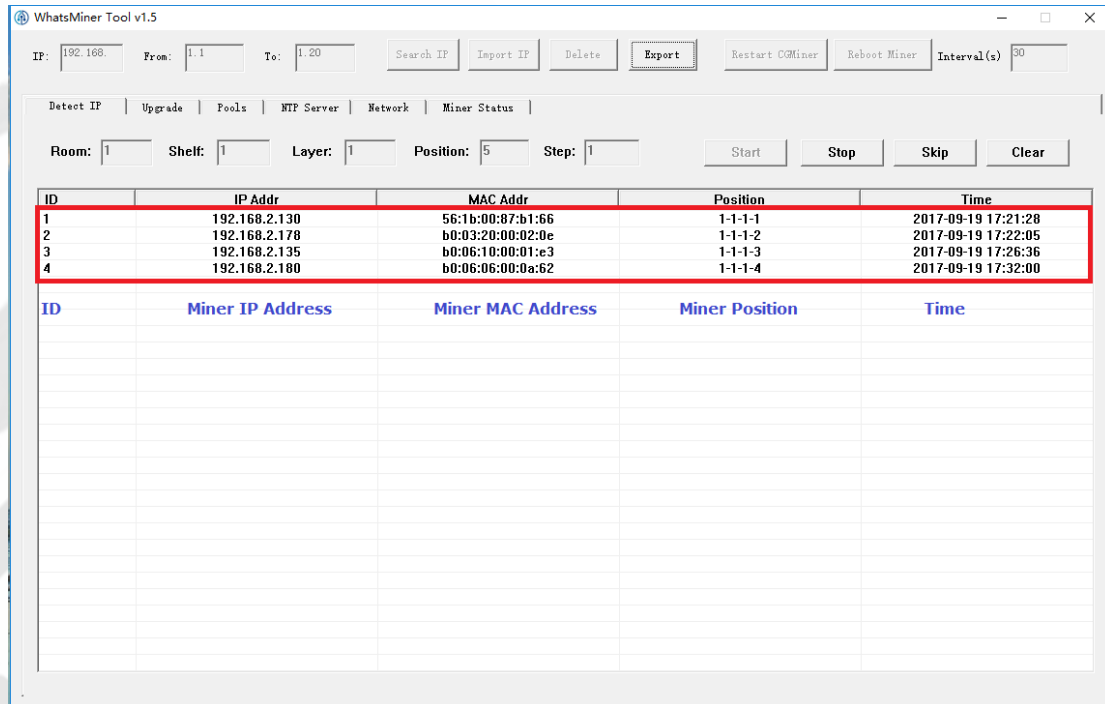 WhatsMiner Tool v1.5
IP: 192.168. From: 1.1 To: 1.20 Search IP Import IP Delete Export Restart CGMiner Reboot Miner Interval(s) 30
Detect IP Upgrade Pools NTP Server Network Miner Status
Room: 1 Shelf: 1 Layer: 1 Position: 5 Step: 1 Start Stop Skip Clear
ID IP Addr MAC Addr Position Time
1 192.168.2.130 56:1b:00:87:b1:66 1-1-1-1 2017-09-19 17:21:28
2 192.168.2.178 b0:03:20:00:02:0e 1-1-1-2 2017-09-19 17:22:05
3 192.168.2.135 b0:06:10:00:01:e3 1-1-1-3 2017-09-19 17:26:36
4 192.168.2.180 b0:06:06:00:0a:62 1-1-1-4 2017-09-19 17:32:00
ID Miner IP Address Miner MAC Address Miner Position Time